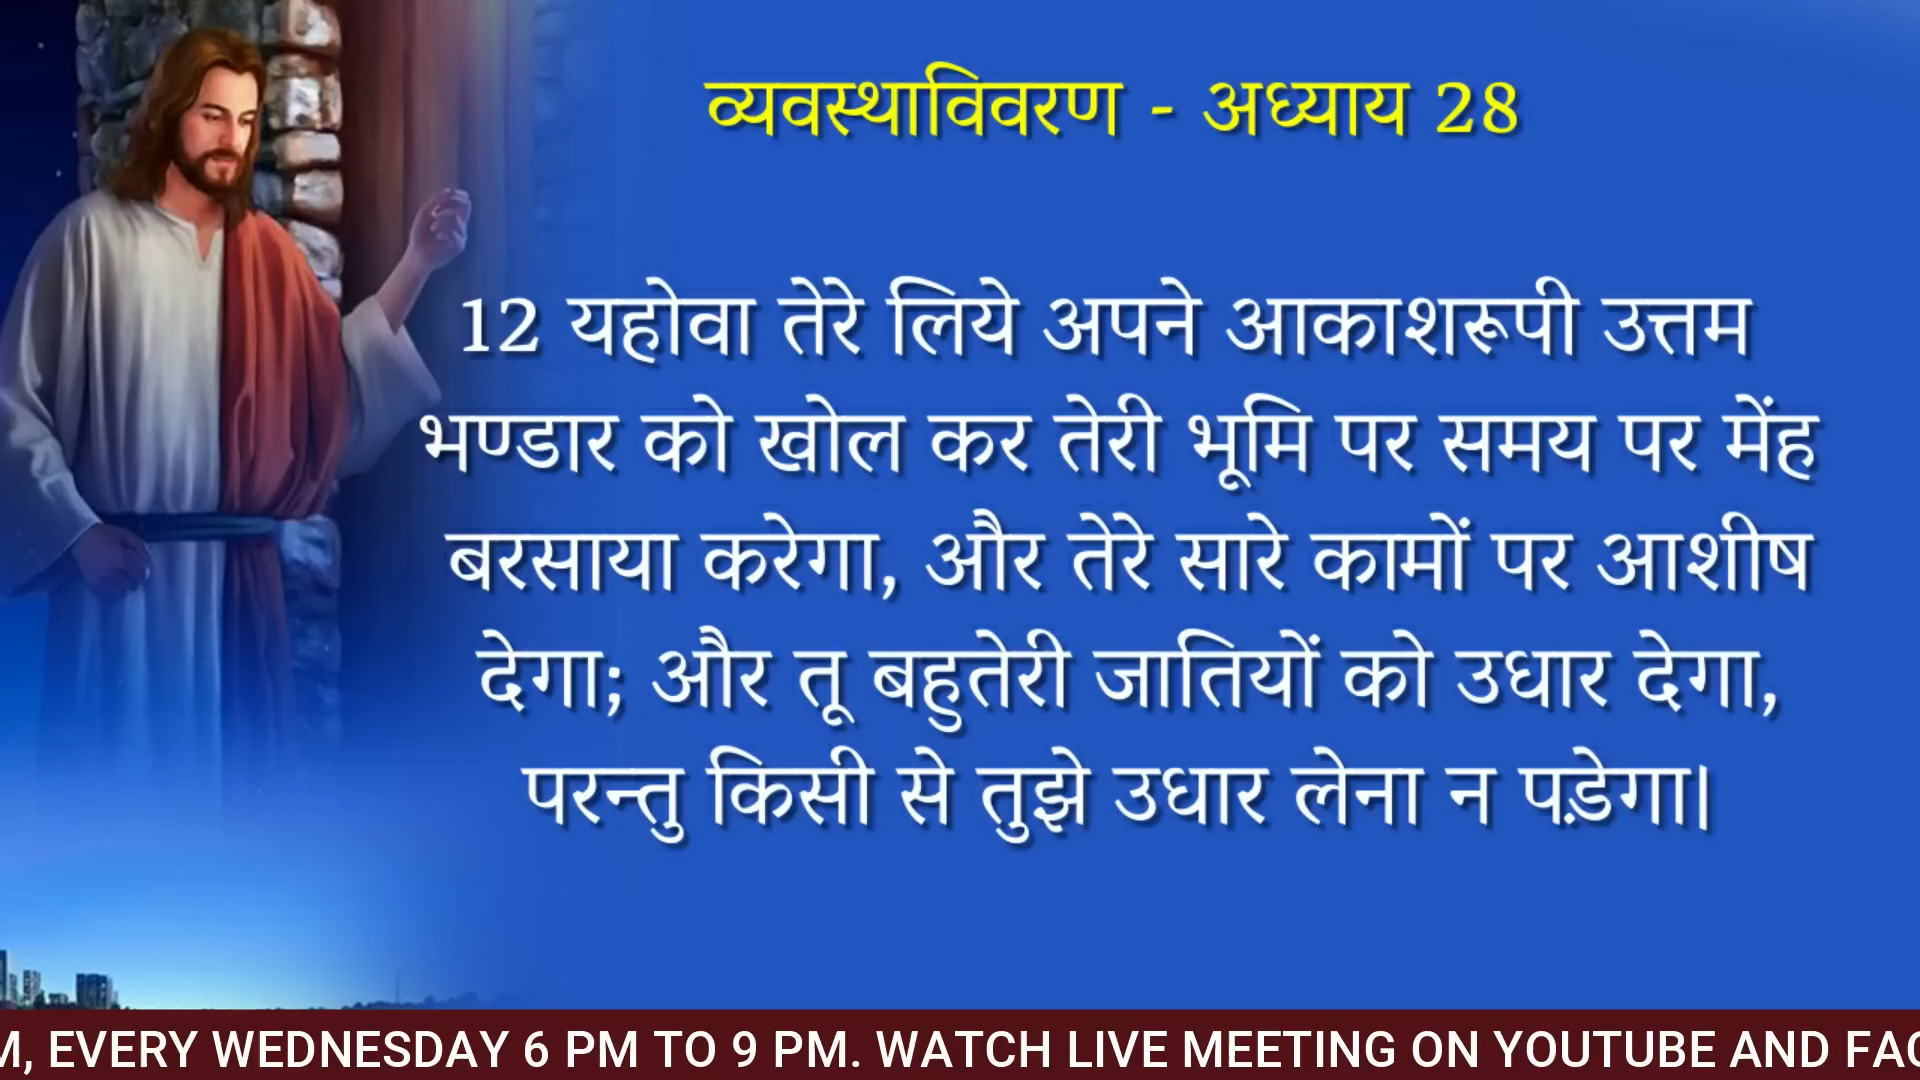 व्यवस्थाविवरण - अध्याय 28
12 यहोवा तेरे लिये अपने आकाशरूपी उत्तम
भण्डार को खोल कर तेरी भूमि पर समय पर मेंह
बरसाया करेगा, और तेरे सारे कामों पर आशीष
देगा; और तू बहुतेरी जातियों को उधार देगा,
परन्तु किसी से तुझे उधार लेना न पड़ेगा।
M, EVERY WEDNESDAY 6 PM TO 9 PM. WATCH LIVE MEETING ON YOUTUBE AND FAC